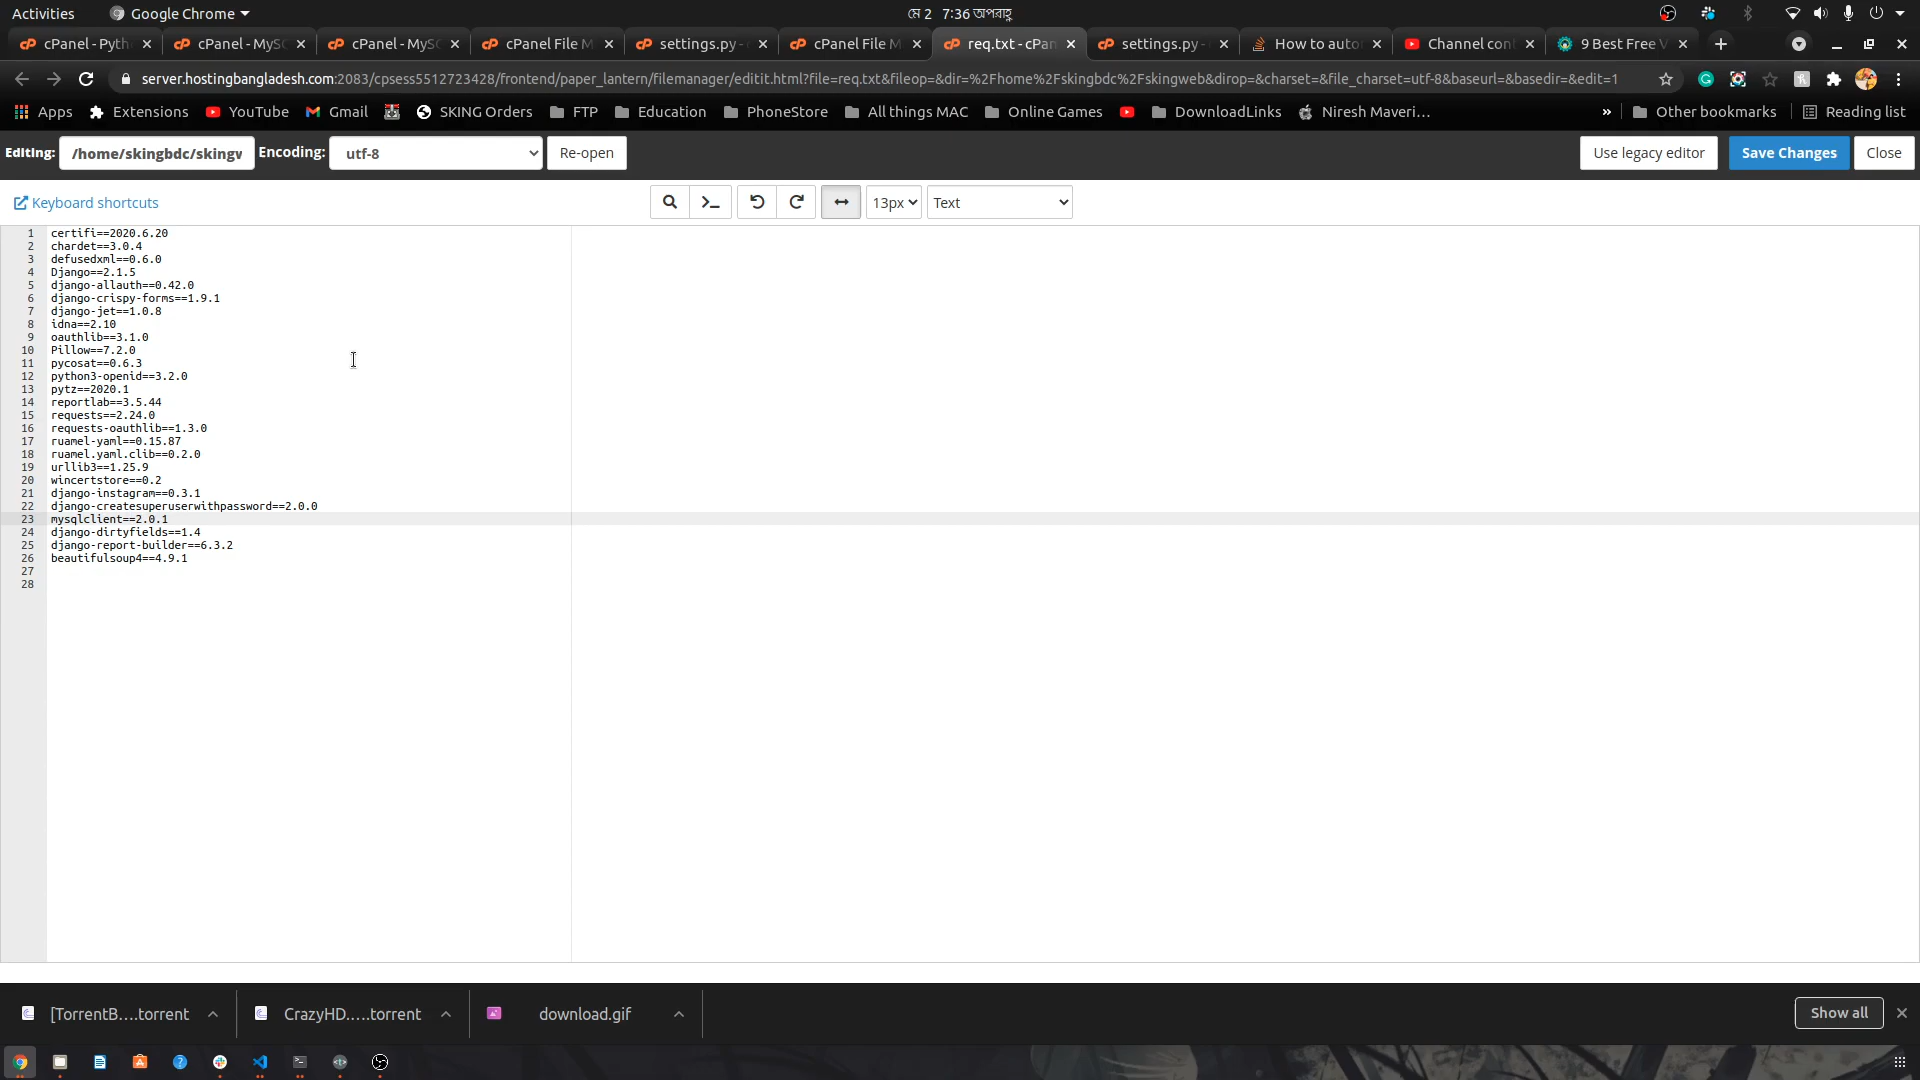 Activities Google Chrome মে 2 7:36 অপরাহ্ণ
cPanel - Pyth cPanel - MySC cPanel - MySC cPanel File M settings.py - cPanel File M req.txt - cPan settings.py - How to auto Channel con 9 Best Free V
server.hostingbangladesh.com:2083/cpsess5512723428/frontend/paper_lantern/filemanager/editit.html?file=req.txt&fileop=&dir=%2Fhome%2Fskingbdc%2Fskingweb&dirop=&charset=&file_charset=utf-8&baseurl=&basedir=&edit=1
Apps Extensions YouTube Gmail SKING Orders FTP Education PhoneStore All things MAC Online Games DownloadLinks Niresh Maveri... » Other bookmarks Reading list
Editing: /home/skingbdc/skingw Encoding: utf-8 Re-open Use legacy editor Save Changes Close
Keyboard shortcuts 13px Text
1 certifi==2020.6.20
2 chardet==3.0.4
3 defusedxml==0.6.0
4 Django==2.1.5
5 django-allauth==0.42.0
6 django-crispy-forms==1.9.1
7 django-jet==1.0.8
8 idna==2.10
9 oauthlib==3.1.0
10 Pillow==7.2.0
11 pycosat==0.6.3
12 python3-openid==3.2.0
13 pytz==2020.1
14 reportlab==3.5.44
15 requests==2.24.0
16 requests-oauthlib==1.3.0
17 ruamel-yaml==0.15.87
18 ruamel.yaml.clib==0.2.0
19 urllib3==1.25.9
20 wincertstore==0.2
21 django-instagram==0.3.1
22 django-createsuperuserwithpassword==2.0.0
23 mysqlclient==2.0.1
24 django-dirtyfields==1.4
25 django-report-builder==6.3.2
26 beautifulsoup4==4.9.1
27
28
[TorrentB....torrent CrazyHD.....torrent download.gif Show all